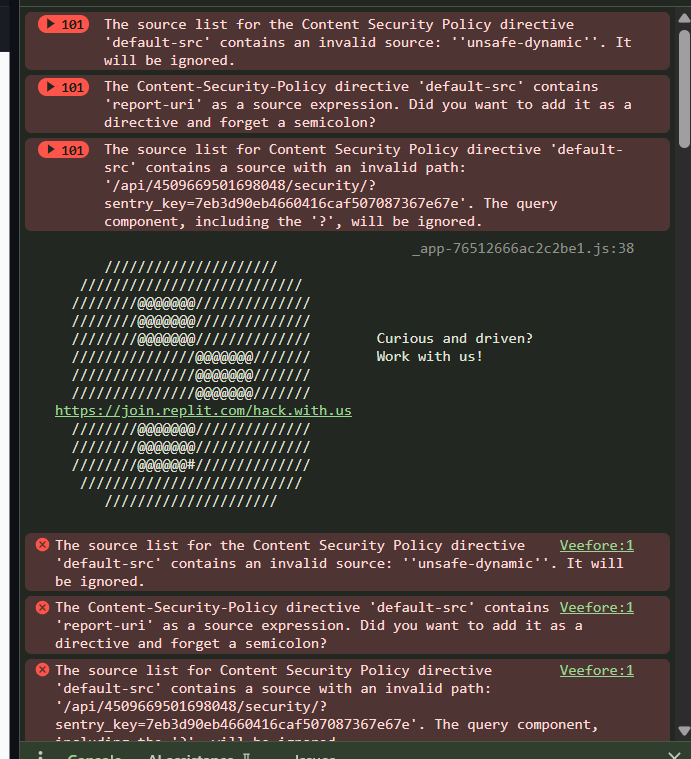 101 The source list for the Content Security Policy directive
'default-src' contains an invalid source: ''unsafe-dynamic''. It
will be ignored.
101 The Content-Security-Policy directive 'default-src' contains
'report-uri' as a source expression. Did you want to add it as a
directive and forget a semicolon?
101 The source list for Content Security Policy directive 'default-
src' contains a source with an invalid path:
'/api/4509669501698048/security/?
sentry_key=7eb3d90eb4660416caf507087367e67e'. The query
component, including the '?', will be ignored.
_app-76512666ac2c2be1.js:38
/////////////////////
///////////////////////////
////////@@@@@@@//////////////
////////@@@@@@@//////////////
////////@@@@@@@////////////// Curious and driven?
///////////////@@@@@@@/////// Work with us!
///////////////@@@@@@@///////
///////////////@@@@@@@///////
https://join.replit.com/hack.with.us
////////@@@@@@@//////////////
////////@@@@@@@//////////////
////////@@@@@@#//////////////
///////////////////////////
/////////////////////
The source list for the Content Security Policy directive Veefore:1
'default-src' contains an invalid source: ''unsafe-dynamic''. It will
be ignored.
The Content-Security-Policy directive 'default-src' contains Veefore:1
'report-uri' as a source expression. Did you want to add it as a
directive and forget a semicolon?
The source list for Content Security Policy directive Veefore:1
'default-src' contains a source with an invalid path:
'/api/4509669501698048/security/?
sentry_key=7eb3d90eb4660416caf507087367e67e'. The query component,
including the '?', will be ignored.
Console AI assistance Issues